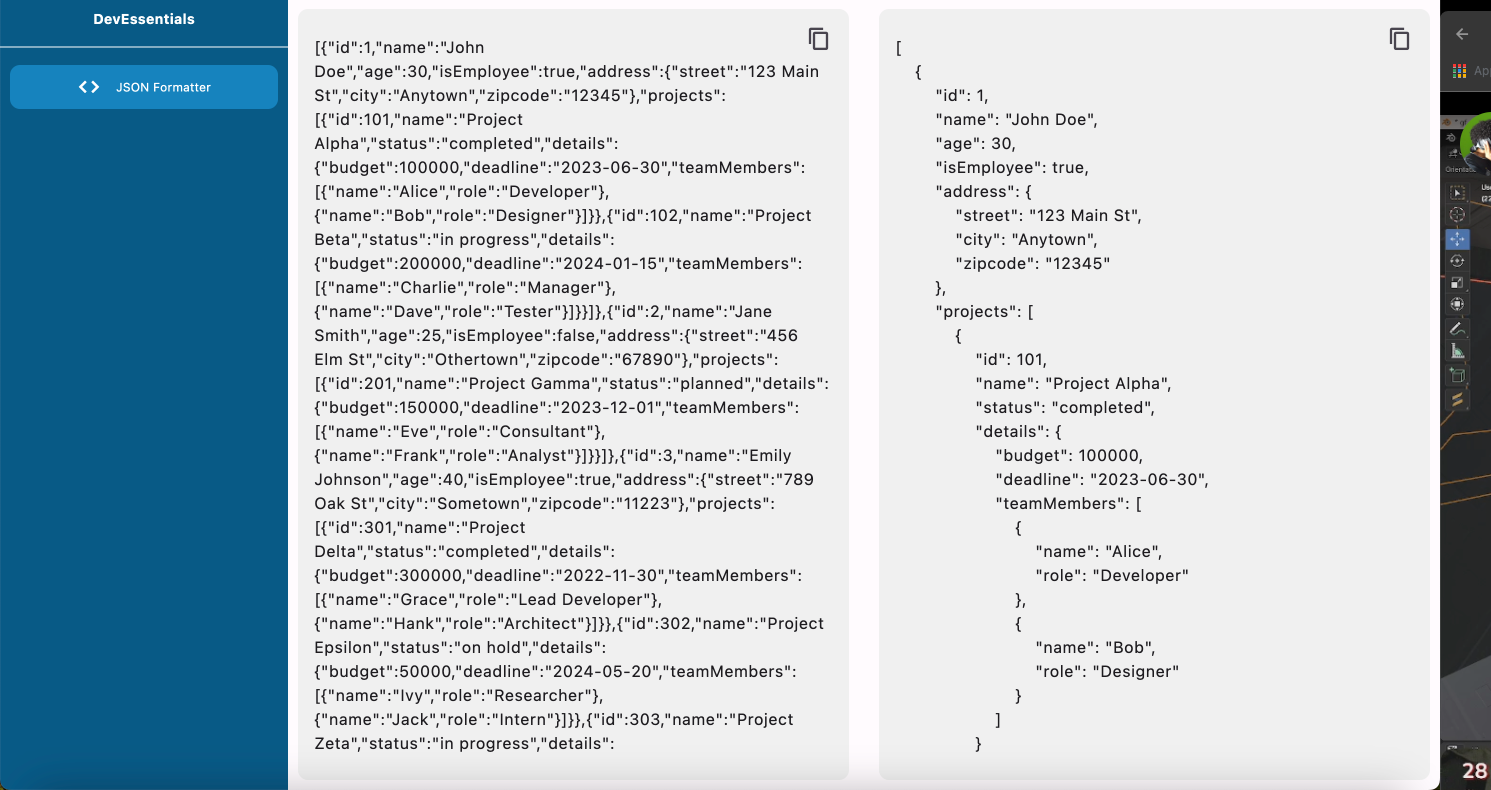 DevEssentials
JSON Formatter
[{"id":1,"name":"John
Doe","age":30,"isEmployee":true,"address":{"street":"123 Main
St","city":"Anytown","zipcode":"12345"},"projects":
[{"id":101,"name":"Project
Alpha","status":"completed","details":
{"budget":100000,"deadline":"2023-06-30","teamMembers":
[{"name":"Alice","role":"Developer"},
{"name":"Bob","role":"Designer"}]}},{"id":102,"name":"Project
Beta","status":"in progress","details":
{"budget":200000,"deadline":"2024-01-15","teamMembers":
[{"name":"Charlie","role":"Manager"},
{"name":"Dave","role":"Tester"}]}}]},{"id":2,"name":"Jane
Smith","age":25,"isEmployee":false,"address":{"street":"456
Elm St","city":"Othertown","zipcode":"67890"},"projects":
[{"id":201,"name":"Project Gamma","status":"planned","details":
{"budget":150000,"deadline":"2023-12-01","teamMembers":
[{"name":"Eve","role":"Consultant"},
{"name":"Frank","role":"Analyst"}]}}]},{"id":3,"name":"Emily
Johnson","age":40,"isEmployee":true,"address":{"street":"789
Oak St","city":"Sometown","zipcode":"11223"},"projects":
[{"id":301,"name":"Project
Delta","status":"completed","details":
{"budget":300000,"deadline":"2022-11-30","teamMembers":
[{"name":"Grace","role":"Lead Developer"},
{"name":"Hank","role":"Architect"}]}},{"id":302,"name":"Project
Epsilon","status":"on hold","details":
{"budget":50000,"deadline":"2024-05-20","teamMembers":
[{"name":"Ivy","role":"Researcher"},
{"name":"Jack","role":"Intern"}]}},{"id":303,"name":"Project
Zeta","status":"in progress","details":
[
{
"id": 1,
"name": "John Doe",
"age": 30,
"isEmployee": true,
"address": {
"street": "123 Main St",
"city": "Anytown",
"zipcode": "12345"
},
"projects": [
{
"id": 101,
"name": "Project Alpha",
"status": "completed",
"details": {
"budget": 100000,
"deadline": "2023-06-30",
"teamMembers": [
{
"name": "Alice",
"role": "Developer"
},
{
"name": "Bob",
"role": "Designer"
}
]
}
28